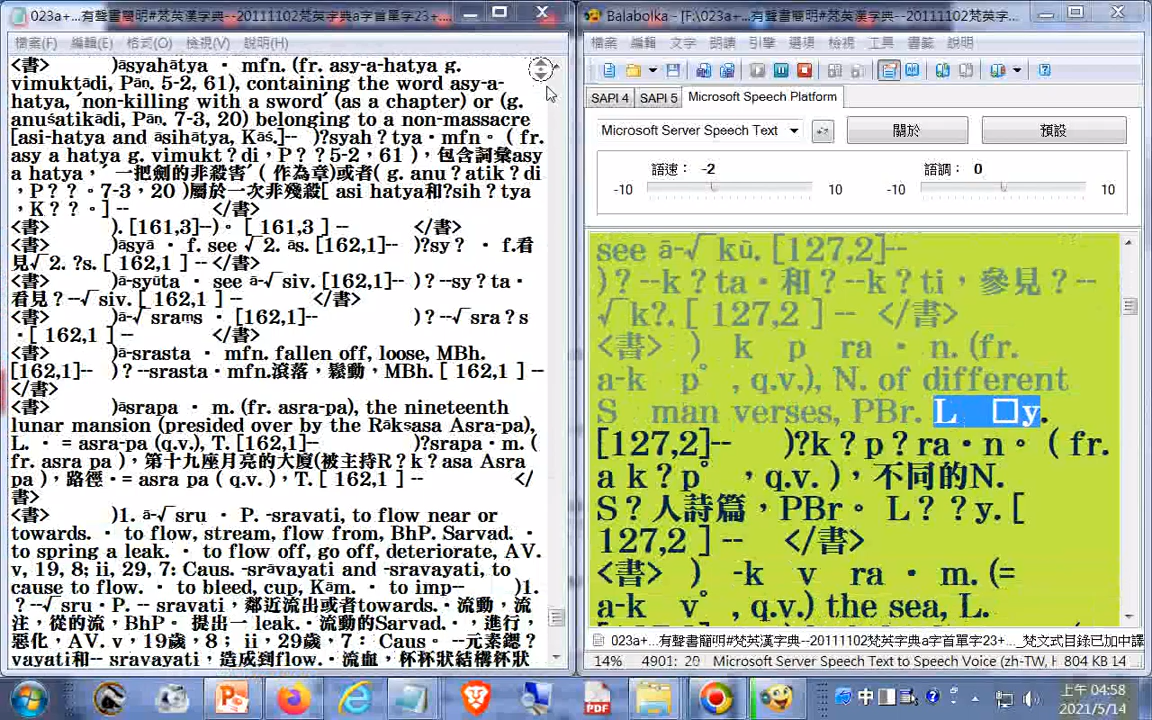 023a+...有聲書簡明#梵英漢字典--20111102梵英字典a字首單字23+...
檔案(F) 編輯(E) 格式(O) 檢視(V) 說明(H)
<書> )āsyahātya · mfn. (fr. asy-a-hatya g.
vimuktādi, Pāṇ. 5-2, 61), containing the word asy-a-
hatya, 'non-killing with a sword' (as a chapter) or (g.
anuśatikādi, Pāṇ. 7-3, 20) belonging to a non-massacre
[asi-hatya and āsihātya, Kāś.]-- )?syah?tya·mfn。( fr.
asy a hatya g. vimukt?di,P??5-2,61 ),包含詞彙asy
a hatya,′一把劍的非殺害′( 作為章)或者( g. anu?atik?di
,P??。7-3,20 )屬於一次非殘殺[ asi hatya和?sih?tya
,K??。] -- </書>
<書> ). [161,3]--)。[ 161,3 ] -- </書>
<書> )āsyā · f. see √2. ās. [162,1]-- )?sy? · f.看
見√2. ?s. [ 162,1 ] -- </書>
<書> )ā-syūta · see ā-√siv. [162,1]-- )?--sy?ta·
看見?--√siv. [ 162,1 ] -- </書>
<書> )ā-√sraṃs · [162,1]-- )?--√sra?s
·[ 162,1 ] -- </書>
<書> )ā-srasta · mfn. fallen off, loose, MBh.
[162,1]-- )? --srasta·mfn.滾落,鬆動,MBh. [ 162,1 ] --
</書>
<書> )āsrapa · m. (fr. asra-pa), the nineteenth
lunar mansion (presided over by the Rākṣasa Asra-pa),
L. · = asra-pa (q.v.), T. [162,1]-- )?srapa·m. (
fr. asra pa ),第十九座月亮的大廈(被主持R?k?asa Asra
pa ),路徑·= asra pa ( q.v. ),T. [ 162,1 ] -- </
書>
<書> )1. ā-√sru · P. -sravati, to flow near or
towards. · to flow, stream, flow from, BhP. Sarvad. ·
to spring a leak. · to flow off, go off, deteriorate, AV.
v, 19, 8; ii, 29, 7: Caus. -srāvayati and -sravayati, to
cause to flow. · to bleed, cup, Kām. · to imp-- )1.
?--√sru·P. -- sravati,鄰近流出或者towards.·流動,流
注,從的流,BhP。提出一 leak.·流動的Sarvad.·,進行,
惡化,AV. v,19歲,8; ii,29歲,7:Caus。--元素鍶?
vayati和-- sravayati,造成到flow.·流血,杯杯狀結構杯狀
Balabolka - [F:\023a+...有聲書簡明#梵英漢字典--20111102梵英字...
檔案 編輯 文字 朗讀 引擎 選項 檢視 工具 書籤 說明
SAPI 4 SAPI 5 Microsoft Speech Platform
Microsoft Server Speech Text 關於 預設
語速: -2 語調: 0
-10 10 -10 10
see ā-√kū. [127,2]--
)?--k?ta·和?--k?ti,參見?--
√k?. [ 127,2 ] -- </書>
<書> ) k p ra · n. (fr.
a-k p°, q.v.), N. of different
S man verses, PBr. L □y.
[127,2]-- )?k?p?ra·n。( fr.
a k?p°,q.v. ),不同的N.
S?人詩篇,PBr。L??y. [
127,2 ] -- </書>
<書> ) -k v ra · m. (=
a-k v°, q.v.) the sea, L.
023a+...有聲書簡明#梵英漢字典--20111102梵英字典a字首單字23+..._梵文式目錄已加中譯
14% 4901: 20 Microsoft Server Speech Text to Speech Voice (zh-TW, H 804 KB 14
中
上午 04:58
2021/5/14